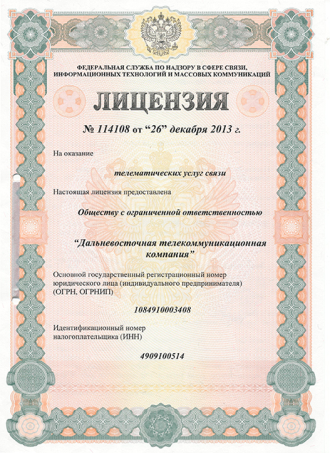 ФЕДЕРАЛЬНАЯ СЛУЖБА ПО НАДЗОРУ В СФЕРЕ СВЯЗИ,
ИНФОРМАЦИОННЫХ ТЕХНОЛОГИЙ И МАССОВЫХ КОММУНИКАЦИЙ
ЛИЦЕНЗИЯ
№ 114108 от “26” декабря 2013 г.
На оказание
телематических услуг связи
Настоящая лицензия предоставлена
Обществу с ограниченной ответственностью
“Дальневосточная телекоммуникационная
компания”
Основной государственный регистрационный номер
юридического лица (индивидуального предпринимателя)
(ОГРН, ОГРНИП)
1084910003408
Идентификационный номер
налогоплательщика (ИНН)
4909100514